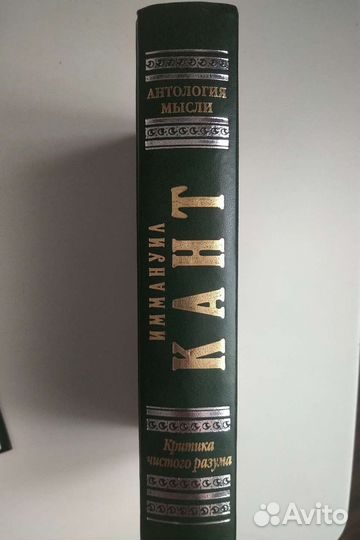 АНТОЛОГИЯ
МЫСЛИ
ИММАНУИЛ
КАНТ
Критика
чистого разума
Avito